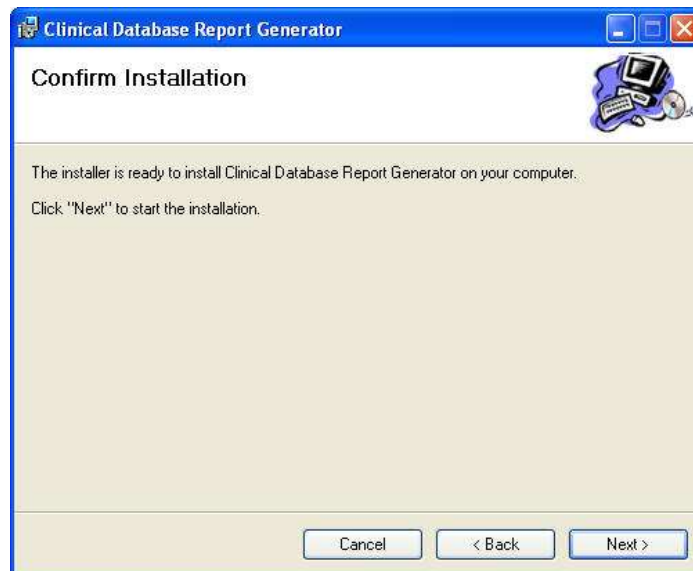 Clinical Database Report Generator
Confirm Installation
The installer is ready to install Clinical Database Report Generator on your computer.
Click "Next" to start the installation.
Cancel
< Back
Next >